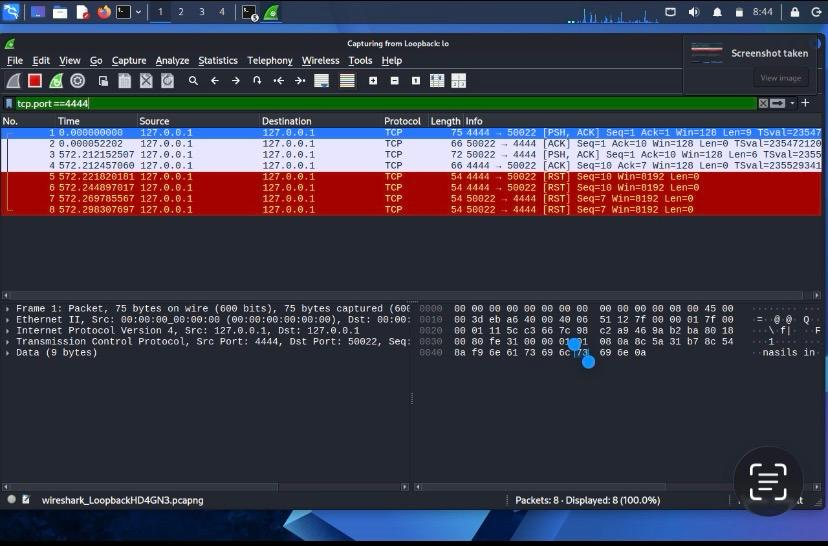 1 2 3 4 5 8:44
Capturing from Loopback: lo
Screenshot taken
View image
File Edit View Go Capture Analyze Statistics Telephony Wireless Tools Help
tcp.port ==4444
No. Time Source Destination Protocol Length Info
1 0.000000000 127.0.0.1 127.0.0.1 TCP 75 4444 → 50022 [PSH, ACK] Seq=1 Ack=1 Win=128 Len=9 TSval=23547
2 0.000052202 127.0.0.1 127.0.0.1 TCP 66 50022 → 4444 [ACK] Seq=1 Ack=10 Win=128 Len=0 TSval=235472120
3 572.212152507 127.0.0.1 127.0.0.1 TCP 72 50022 → 4444 [PSH, ACK] Seq=1 Ack=10 Win=128 Len=6 TSval=2355
4 572.212457060 127.0.0.1 127.0.0.1 TCP 66 4444 → 50022 [ACK] Seq=10 Ack=7 Win=128 Len=0 TSval=235529341
5 572.221820181 127.0.0.1 127.0.0.1 TCP 54 4444 → 50022 [RST] Seq=10 Win=8192 Len=0
6 572.244897017 127.0.0.1 127.0.0.1 TCP 54 4444 → 50022 [RST] Seq=10 Win=8192 Len=0
7 572.269785567 127.0.0.1 127.0.0.1 TCP 54 50022 → 4444 [RST] Seq=7 Win=8192 Len=0
8 572.298307697 127.0.0.1 127.0.0.1 TCP 54 50022 → 4444 [RST] Seq=7 Win=8192 Len=0
Frame 1: Packet, 75 bytes on wire (600 bits), 75 bytes captured (600
Ethernet II, Src: 00:00:00_00:00:00 (00:00:00:00:00:00), Dst: 00:00:
Internet Protocol Version 4, Src: 127.0.0.1, Dst: 127.0.0.1
Transmission Control Protocol, Src Port: 4444, Dst Port: 50022, Seq:
Data (9 bytes)
0000 00 00 00 00 00 00 00 00 00 00 00 00 08 00 45 00
0010 00 3d eb a6 40 00 40 06 51 12 7f 00 00 01 7f 00 ·=··@·@· Q·
0020 00 01 11 5c c3 66 7c 98 c2 a9 46 9a b2 ba 80 18 ···\·f|· ··F
0030 00 80 fe 31 00 00 01 01 08 0a 8c 5a 31 b7 8c 54 ···1
0040 8a f9 6e 61 73 69 6c 73 69 6e 0a ··nasils in·
wireshark_LoopbackHD4GN3.pcapng
Packets: 8 · Displayed: 8 (100.0%)